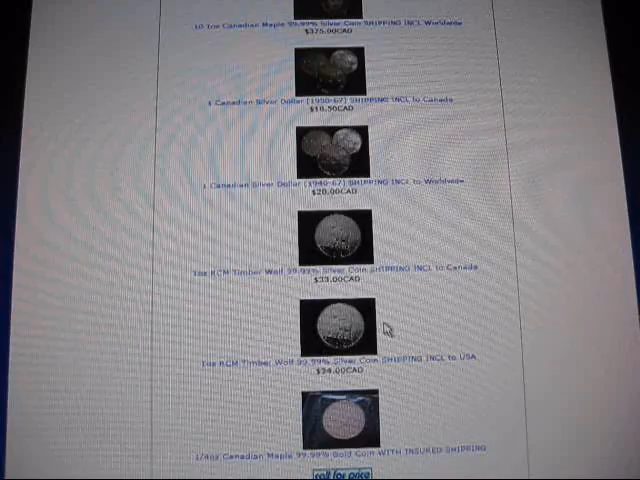 10 1oz Canadian Maple 99.99% Silver Coin SHIPPING INCL Worldwide
$375.00CAD
1 Canadian Silver Dollar (1950-67) SHIPPING INCL to Canada
$18.50CAD
1 Canadian Silver Dollar (1940-67) SHIPPING INCL to Worldwide
$20.00CAD
1oz RCM Timber Wolf 99.99% Silver Coin SHIPPING INCL to Canada
$33.00CAD
1oz RCM Timber Wolf 99.99% Silver Coin SHIPPING INCL to USA
$34.00CAD
1/4oz Canadian Maple 99.99% Gold Coin WITH INSURED SHIPPING
call for price